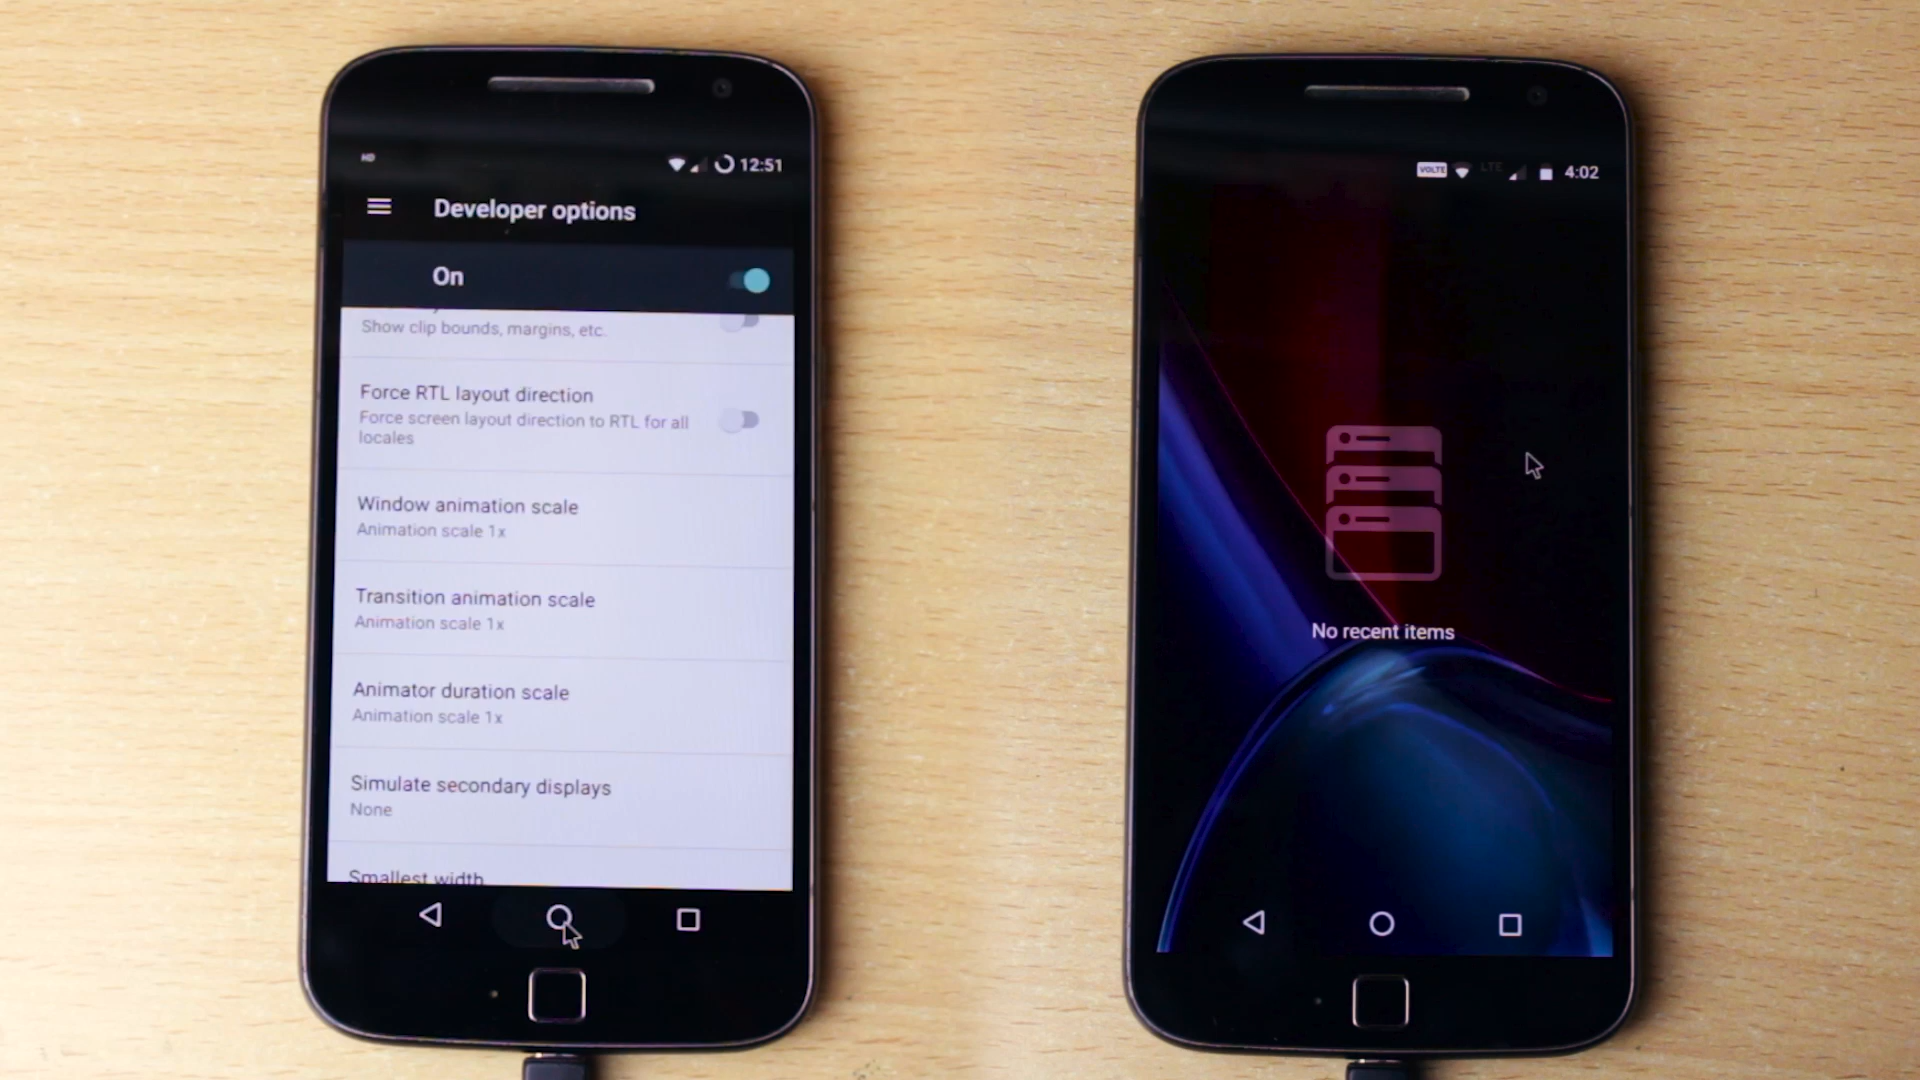 HD
12:51
Developer options
On
Show clip bounds, margins, etc.
Force RTL layout direction
Force screen layout direction to RTL for all
locales
Window animation scale
Animation scale 1x
Transition animation scale
Animation scale 1x
Animator duration scale
Animation scale 1x
Simulate secondary displays
None
Smallest width
VOLTE LTE 4:02
No recent items